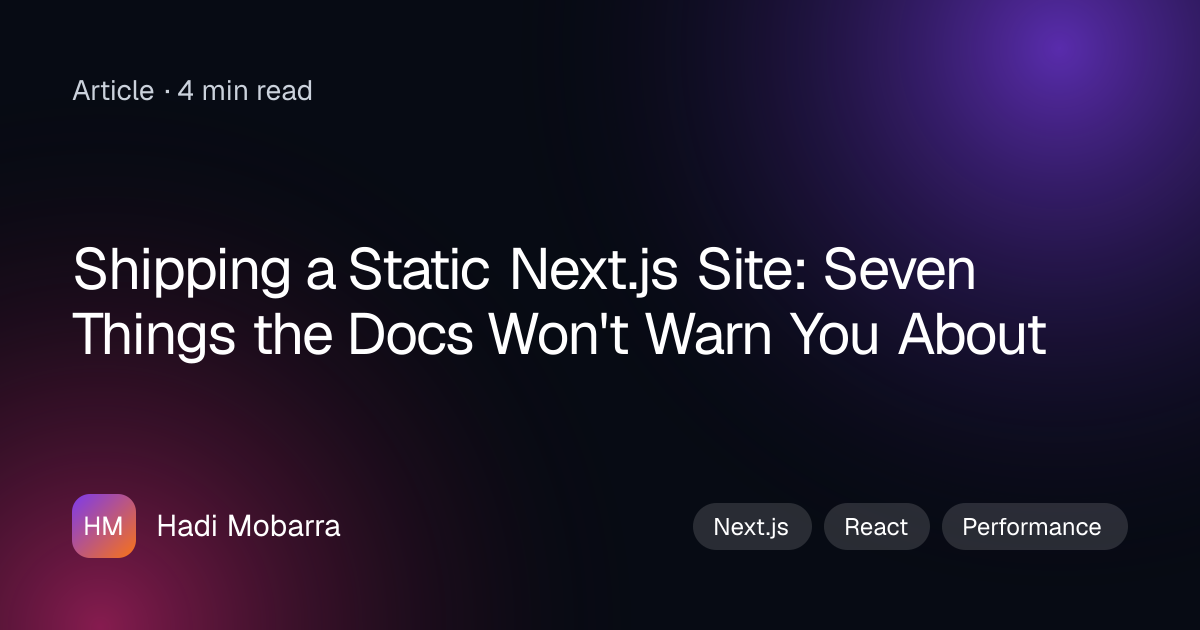 Article · 4 min read
Shipping a Static Next.js Site: Seven
Things the Docs Won't Warn You About
HM
Hadi Mobarra
Next.js
React
Performance